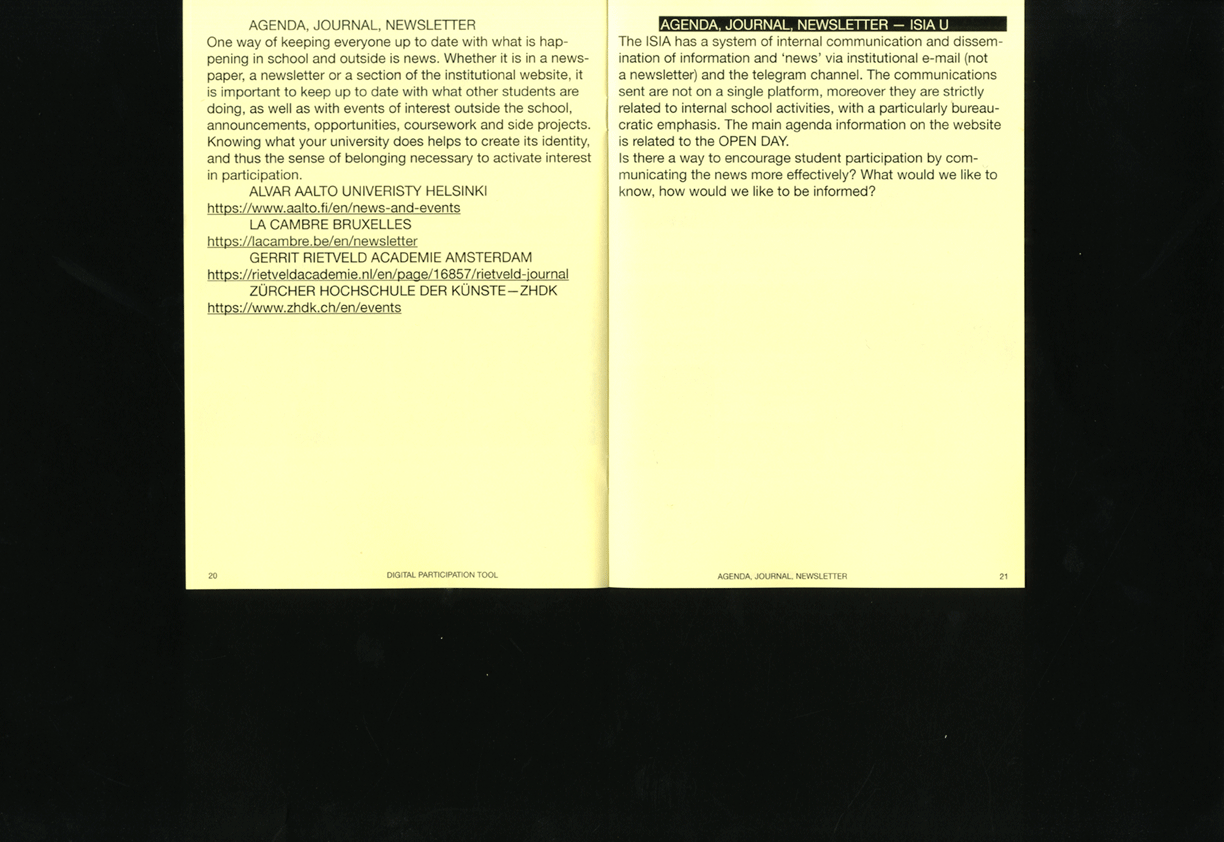 AGENDA, JOURNAL, NEWSLETTER
One way of keeping everyone up to date with what is hap-
pening in school and outside is news. Whether it is in a news-
paper, a newsletter or a section of the institutional website, it
is important to keep up to date with what other students are
doing, as well as with events of interest outside the school,
announcements, opportunities, coursework and side projects.
Knowing what your university does helps to create its identity,
and thus the sense of belonging necessary to activate interest
in participation.
ALVAR AALTO UNIVERISTY HELSINKI
https://www.aalto.fi/en/news-and-events
LA CAMBRE BRUXELLES
https://lacambre.be/en/newsletter
GERRIT RIETVELD ACADEMIE AMSTERDAM
https://rietveldacademie.nl/en/page/16857/rietveld-journal
ZÜRCHER HOCHSCHULE DER KÜNSTE—ZHDK
https://www.zhdk.ch/en/events
20
DIGITAL PARTICIPATION TOOL
AGENDA, JOURNAL, NEWSLETTER — ISIA U
The ISIA has a system of internal communication and dissem-
ination of information and ‘news’ via institutional e-mail (not
a newsletter) and the telegram channel. The communications
sent are not on a single platform, moreover they are strictly
related to internal school activities, with a particularly bureau-
cratic emphasis. The main agenda information on the website
is related to the OPEN DAY.
Is there a way to encourage student participation by com-
municating the news more effectively? What would we like to
know, how would we like to be informed?
AGENDA, JOURNAL, NEWSLETTER
21